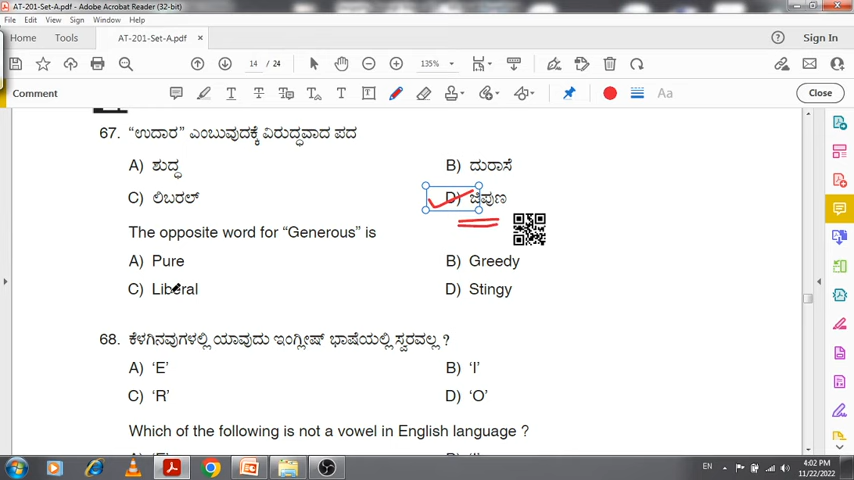 AT-201-Set-A.pdf - Adobe Acrobat Reader (32-bit)
File Edit View Sign Window Help
Home Tools AT-201-Set-A.pdf × Sign In
14 / 24 135%
Comment Close
67. “ಉದಾರ” ಎಂಬುವುದಕ್ಕೆ ವಿರುದ್ಧವಾದ ಪದ
A) ಶುದ್ಧ B) ದುರಾಸೆ
C) ಲಿಬರಲ್ D) ಜಿಪುಣ
The opposite word for “Generous” is
A) Pure B) Greedy
C) Liberal D) Stingy
68. ಕೆಳಗಿನವುಗಳಲ್ಲಿ ಯಾವುದು ಇಂಗ್ಲೀಷ್ ಭಾಷೆಯಲ್ಲಿ ಸ್ವರವಲ್ಲ ?
A) ‘E’ B) ‘I’
C) ‘R’ D) ‘O’
Which of the following is not a vowel in English language ?
EN 4:02 PM
11/22/2022